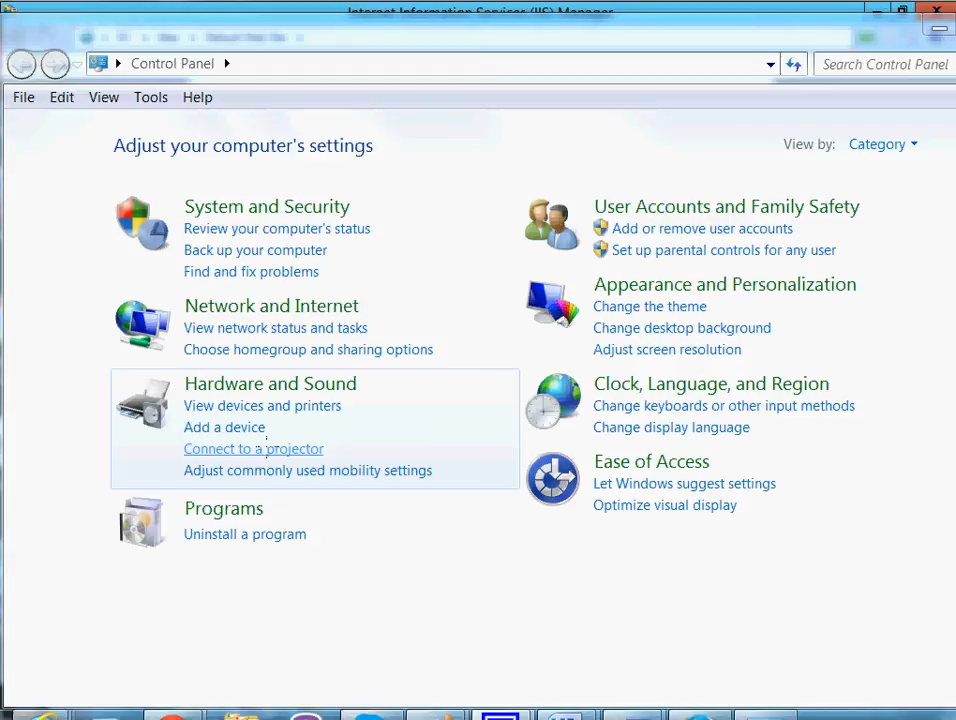 Internet Information Services (IIS) Manager
Control Panel
Search Control Panel
File Edit View Tools Help
Adjust your computer's settings
View by: Category
System and Security
Review your computer's status
Back up your computer
Find and fix problems
Network and Internet
View network status and tasks
Choose homegroup and sharing options
Hardware and Sound
View devices and printers
Add a device
Connect to a projector
Adjust commonly used mobility settings
Programs
Uninstall a program
User Accounts and Family Safety
Add or remove user accounts
Set up parental controls for any user
Appearance and Personalization
Change the theme
Change desktop background
Adjust screen resolution
Clock, Language, and Region
Change keyboards or other input methods
Change display language
Ease of Access
Let Windows suggest settings
Optimize visual display